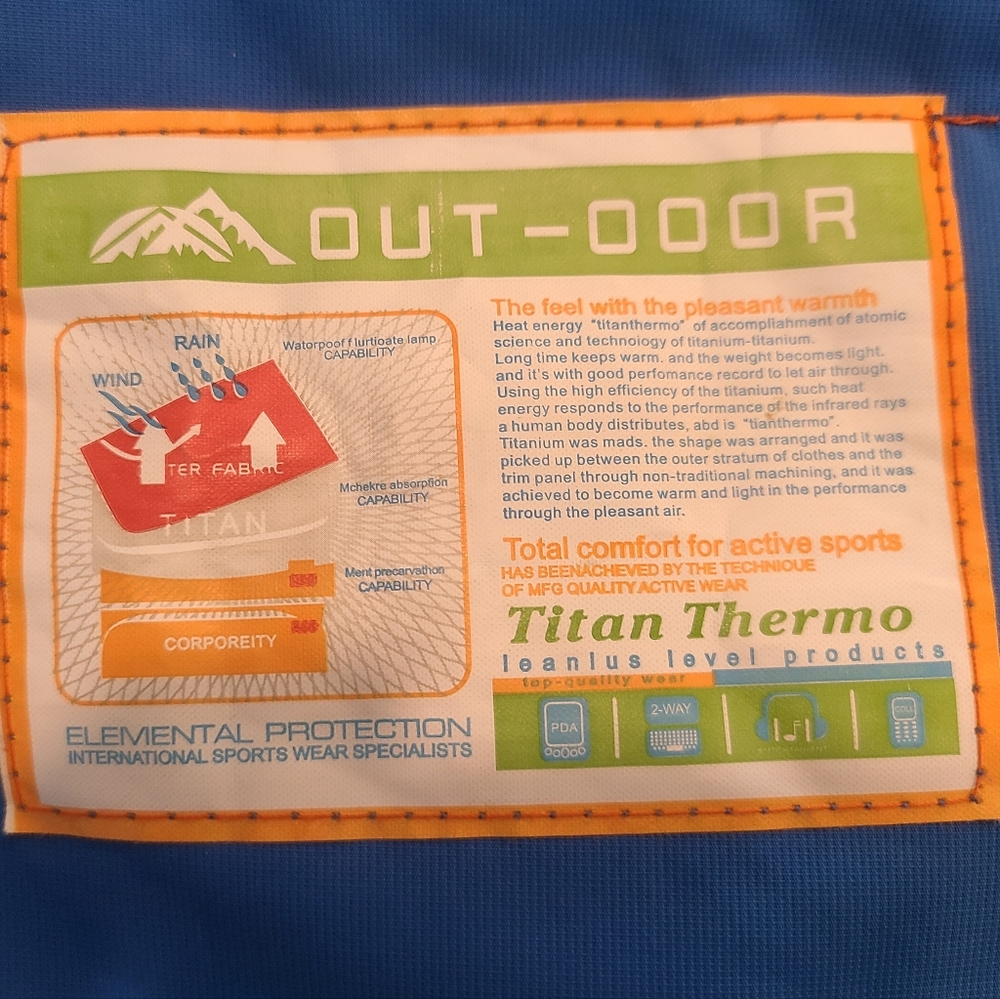 OUT-OOOR
RAIN
WIND
Watorpoof flurtioate lamp
CAPABILITY
TER FABRIC
TITAN
Mchekre absorption
CAPABILITY
Ment precarvathon
CAPABILITY
CORPOREITY
ELEMENTAL PROTECTION
INTERNATIONAL SPORTS WEAR SPECIALISTS
The feel with the pleasant warmth
Heat energy "titanthermo" of accompliahment of atomic
science and technoiogy of titanium-titanium.
Long time keeps warm. and the weight becomes light.
and it's with good perfomance record to let air through.
Using the high efficiency of the titanium, such heat
energy responds to the performance of the infrared rays
a human body distributes, abd is "tianthermo".
Titanium was mads. the shape was arranged and it was
picked up between the outer stratum of clothes and the
trim panel through non-traditional machining, and it was
achieved to become warm and light in the performance
through the pleasant air.
Total comfort for active sports
HAS BEENACHEVED BY THE TECHNIOUE
OF MFG QUALITY ACTIVE WEAR
Titan Thermo
leanlus level products
top-quality wear
PDA
2-WAY